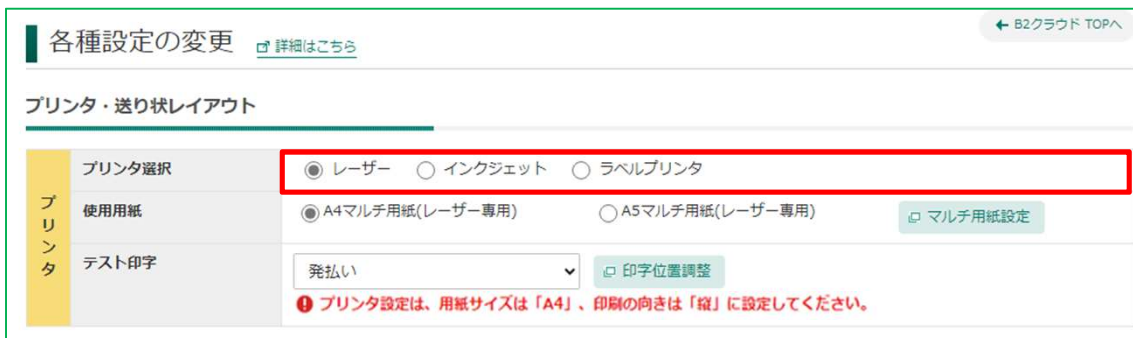 ← B2クラウド TOPへ
各種設定の変更 詳細はこちら
プリンタ・送り状レイアウト
プリンタ
プリンタ選択 レーザー インクジェット ラベルプリンタ
使用用紙 A4マルチ用紙(レーザー専用) A5マルチ用紙(レーザー専用) マルチ用紙設定
テスト印字 発払い 印字位置調整
プリンタ設定は、用紙サイズは「A4」、印刷の向きは「縦」に設定してください。